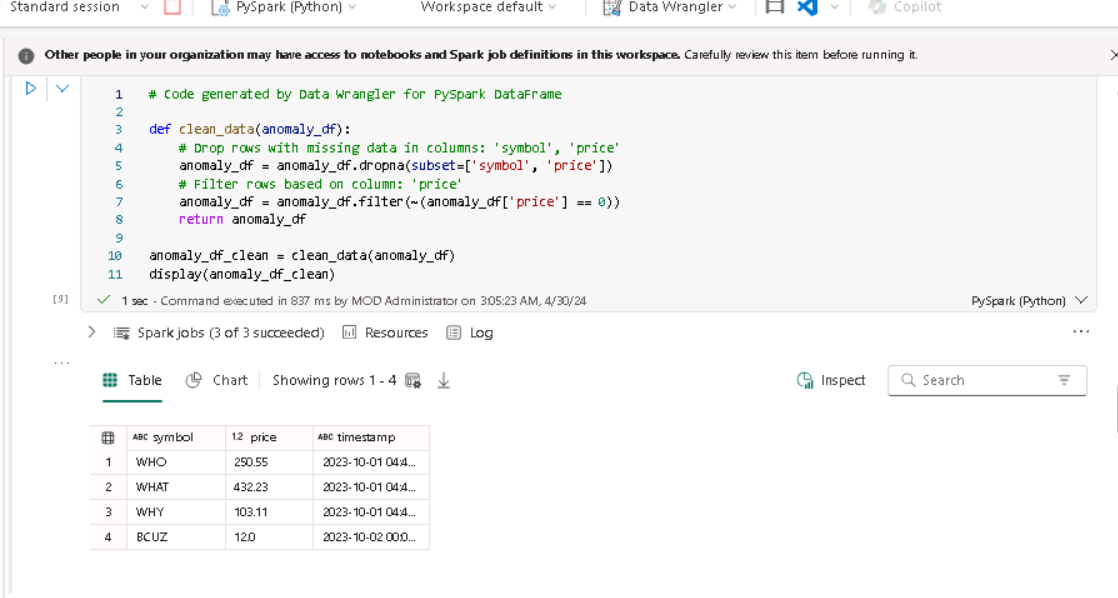 Standard session
PySpark (Python)
Workspace default
Data Wrangler
Copilot
Other people in your organization may have access to notebooks and Spark job definitions in this workspace. Carefully review this item before running it.
1 # Code generated by Data Wrangler for PySpark DataFrame
2
3 def clean_data(anomaly_df):
4     # Drop rows with missing data in columns: 'symbol', 'price'
5     anomaly_df = anomaly_df.dropna(subset=['symbol', 'price'])
6     # Filter rows based on column: 'price'
7     anomaly_df = anomaly_df.filter(~(anomaly_df['price'] == 0))
8     return anomaly_df
9
10 anomaly_df_clean = clean_data(anomaly_df)
11 display(anomaly_df_clean)
[9] 1 sec - Command executed in 837 ms by MOD Administrator on 3:05:23 AM, 4/30/24 PySpark (Python)
Spark jobs (3 of 3 succeeded) Resources Log ...
...
Table Chart Showing rows 1 - 4 Inspect Search
ABC symbol 1.2 price ABC timestamp
1 WHO 250.55 2023-10-01 04:4...
2 WHAT 432.23 2023-10-01 04:4...
3 WHY 103.11 2023-10-01 04:4...
4 BCUZ 12.0 2023-10-02 00:0...